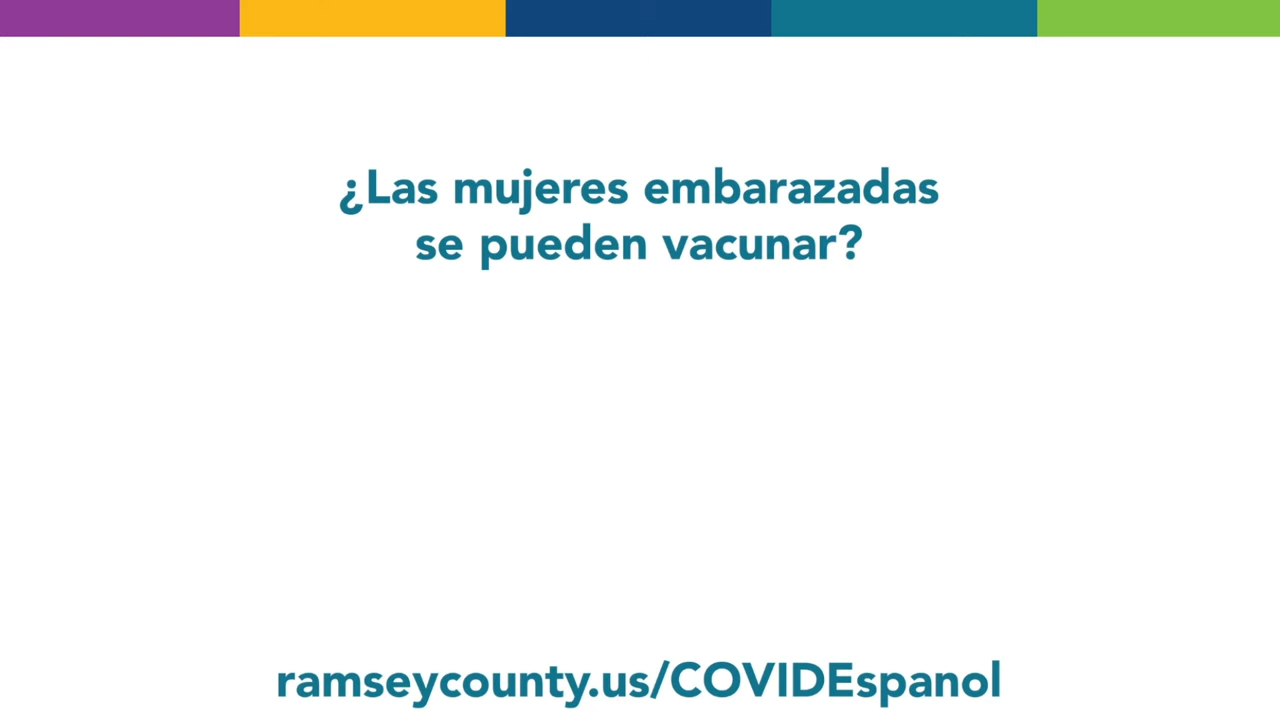 ¿Las mujeres embarazadas
se pueden vacunar?
ramseycounty.us/COVIDEspanol